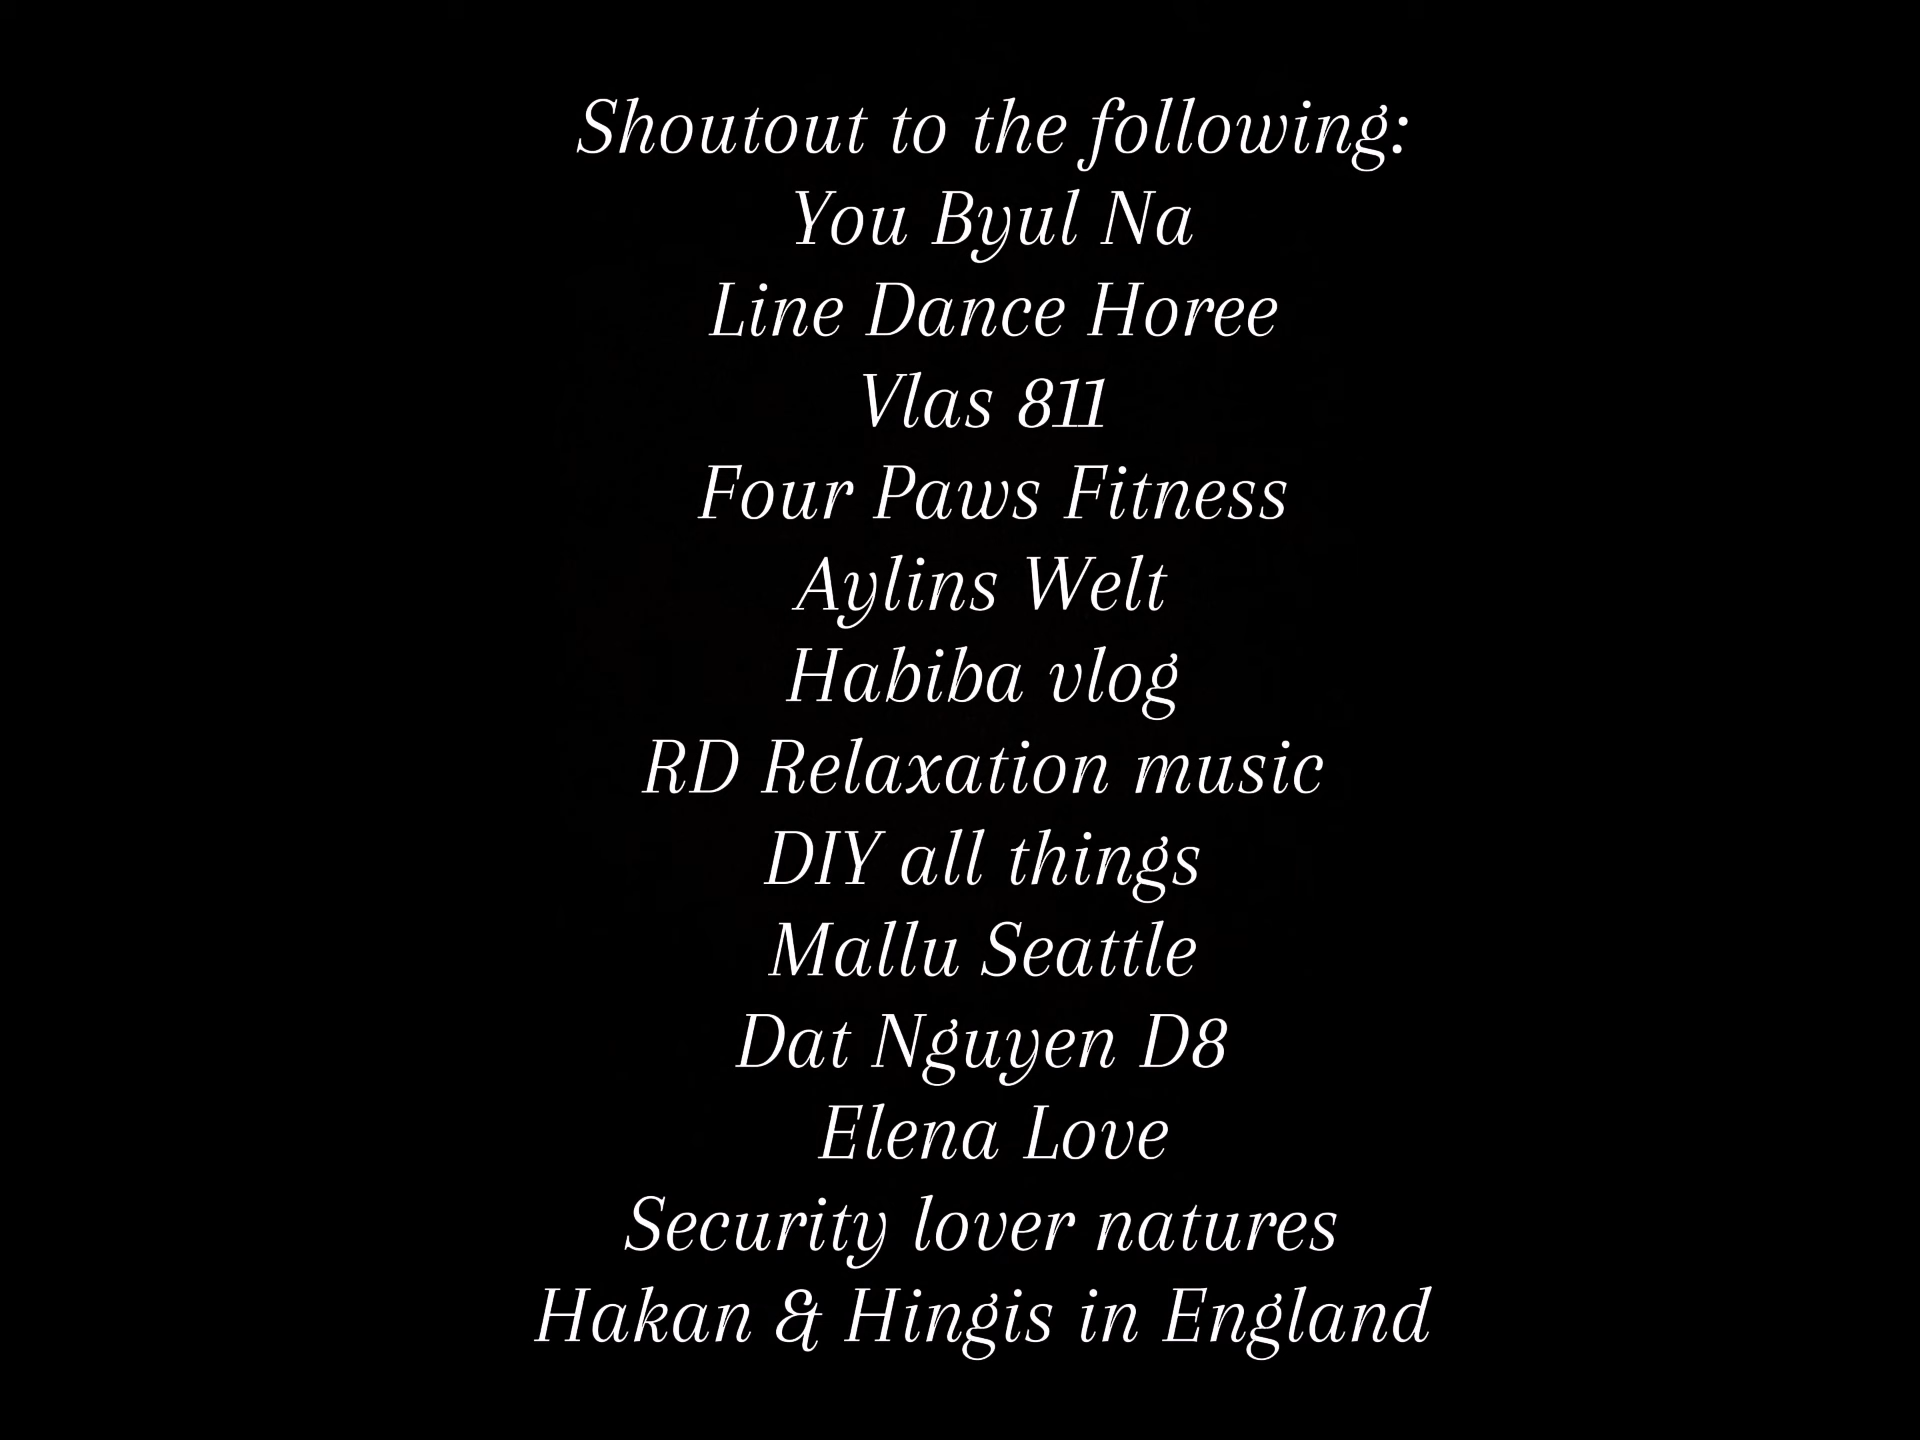 Shoutout to the following:
You Byul Na
Line Dance Horee
Vlas 811
Four Paws Fitness
Aylins Welt
Habiba vlog
RD Relaxation music
DIY all things
Mallu Seattle
Dat Nguyen D8
Elena Love
Security lover natures
Hakan & Hingis in England